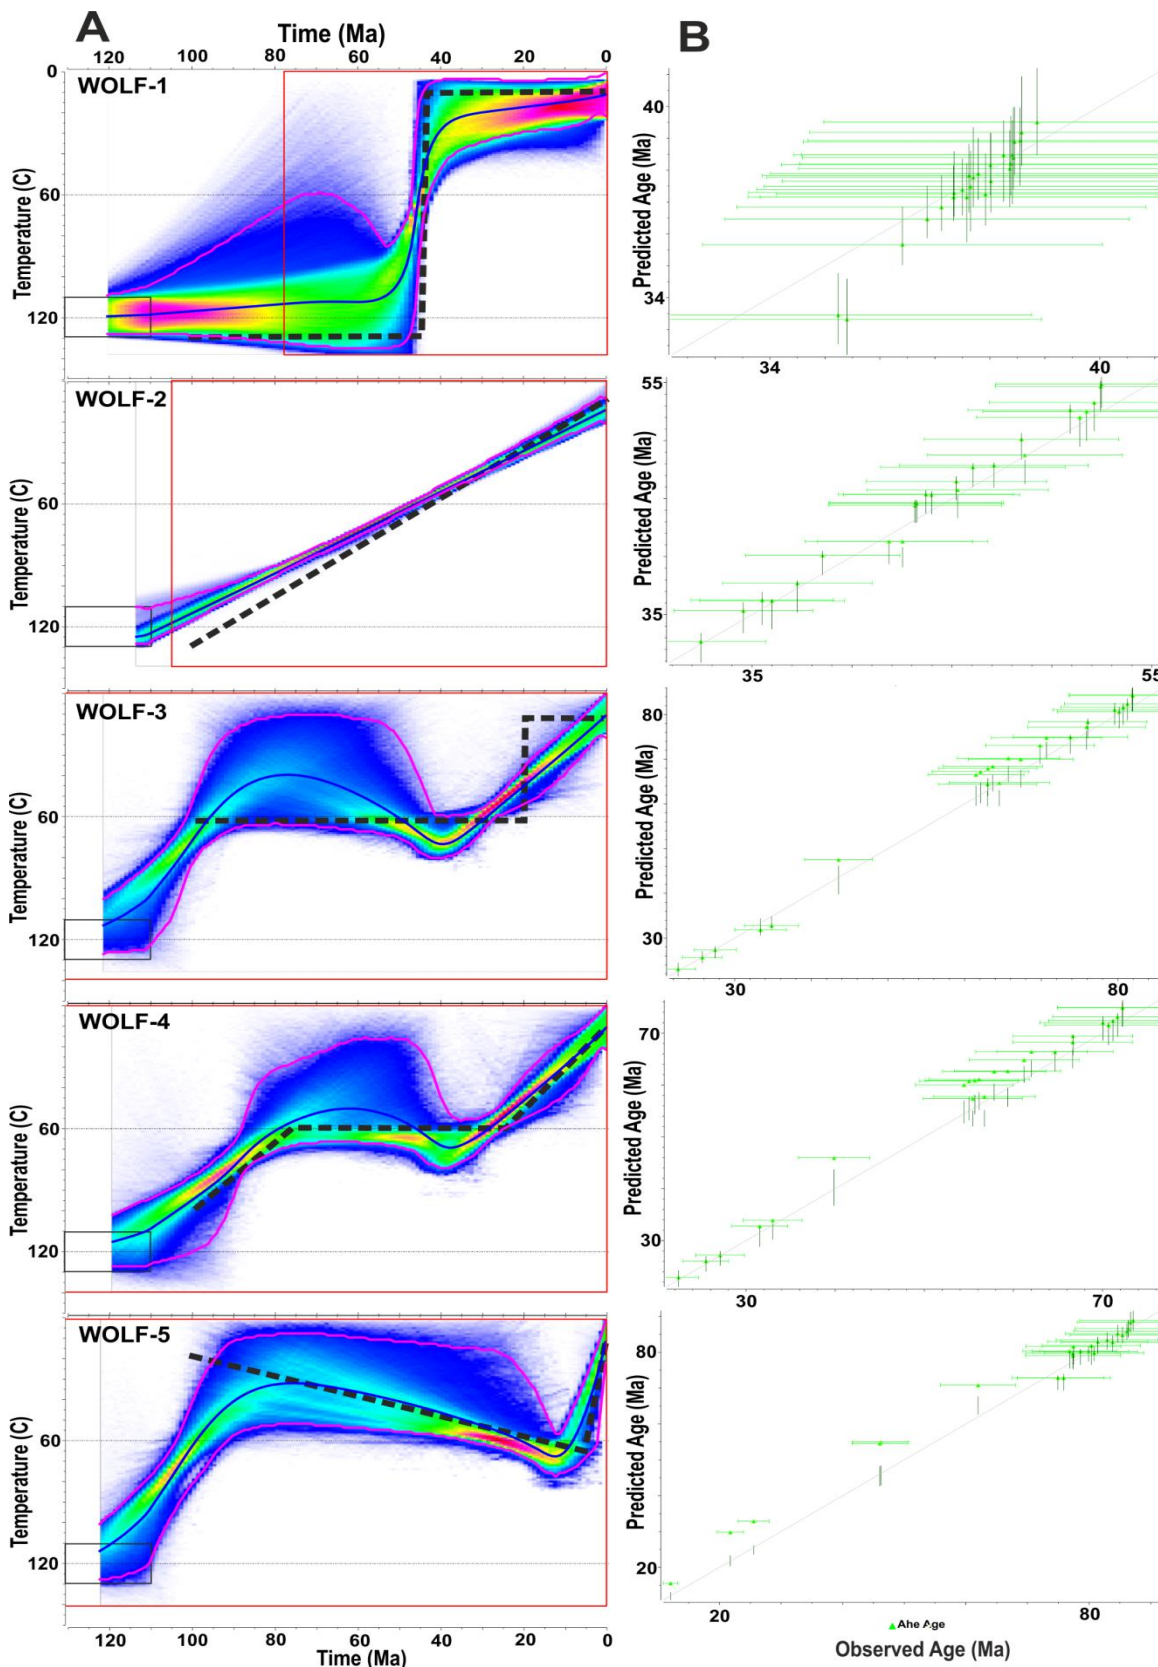 A
B
Time (Ma)
120 100 80 60 40 20 0
WOLF-1
0
60
120
Temperature (C)
40
34
Predicted Age (Ma)
34 40
WOLF-2
60
120
Temperature (C)
55
35
Predicted Age (Ma)
35 55
WOLF-3
60
120
Temperature (C)
80
30
Predicted Age (Ma)
30 80
WOLF-4
60
120
Temperature (C)
70
30
Predicted Age (Ma)
30 70
WOLF-5
60
120
Temperature (C)
80
20
Predicted Age (Ma)
20 80
120 100 80 60 40 20 0
Time (Ma)
Ahe Age
Observed Age (Ma)